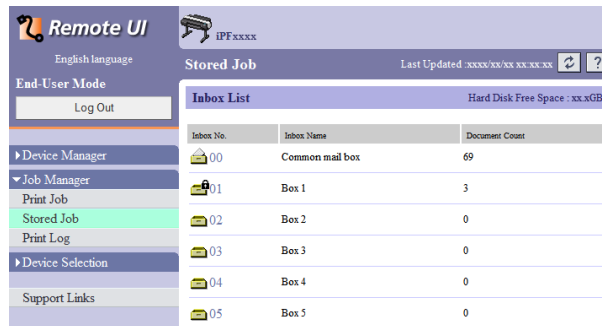 Remote UI
iPFxxxx
English language
Stored Job
Last Updated :xxxx/xx/xx xx:xx:xx
?
End-User Mode
Log Out
Inbox List
Hard Disk Free Space : xx.xGB
Inbox No.
Inbox Name
Document Count
00
Common mail box
69
01
Box 1
3
02
Box 2
0
03
Box 3
0
04
Box 4
0
05
Box 5
0
Device Manager
Job Manager
Print Job
Stored Job
Print Log
Device Selection
Support Links